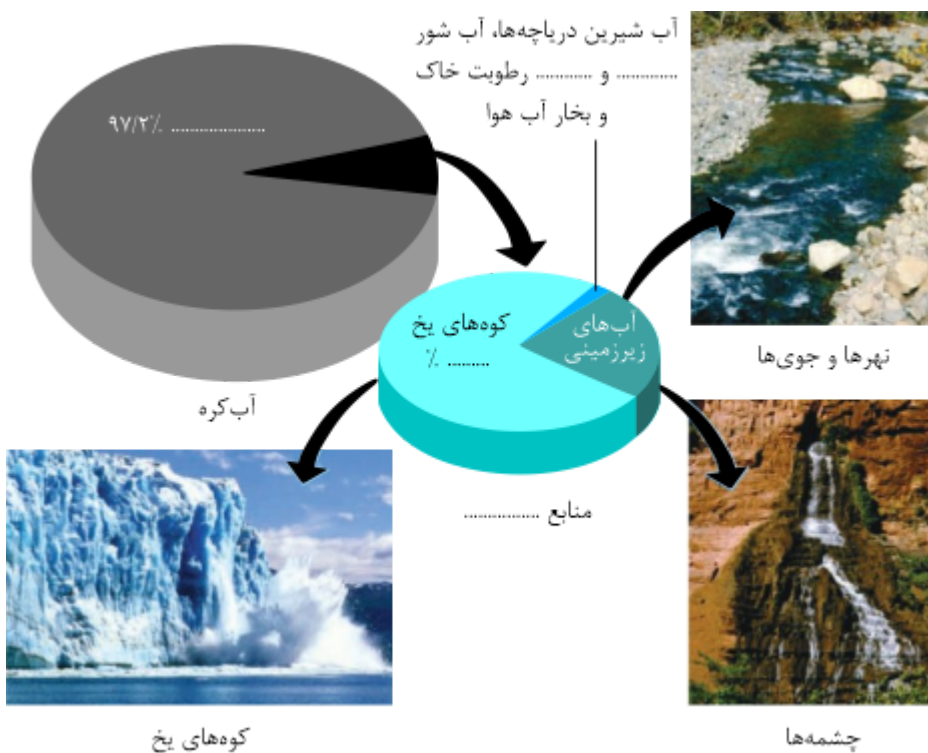 آب شیرین دریاچه‌ها، آب شور
.............. و ............. رطوبت خاک
و بخار آب هوا
...................... ۹۷/۲٪
کوه‌های یخ
.......... ٪
آب‌های
زیرزمینی
نهرها و جوی‌ها
آب‌کره
منابع .................
کوه‌های یخ
چشمه‌ها